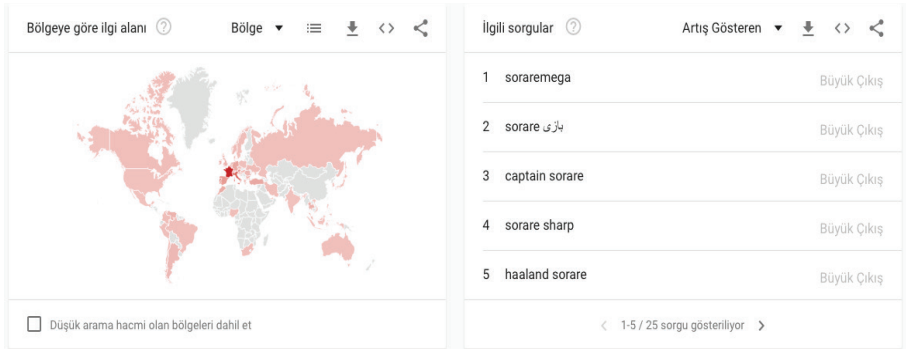 Bölgeye göre ilgi alanı
Bölge
Düşük arama hacmi olan bölgeleri dahil et
İlgili sorgular
Artış Gösteren
1 soraremega Büyük Çıkış
2 sorare بازی Büyük Çıkış
3 captain sorare Büyük Çıkış
4 sorare sharp Büyük Çıkış
5 haaland sorare Büyük Çıkış
1-5 / 25 sorgu gösteriliyor